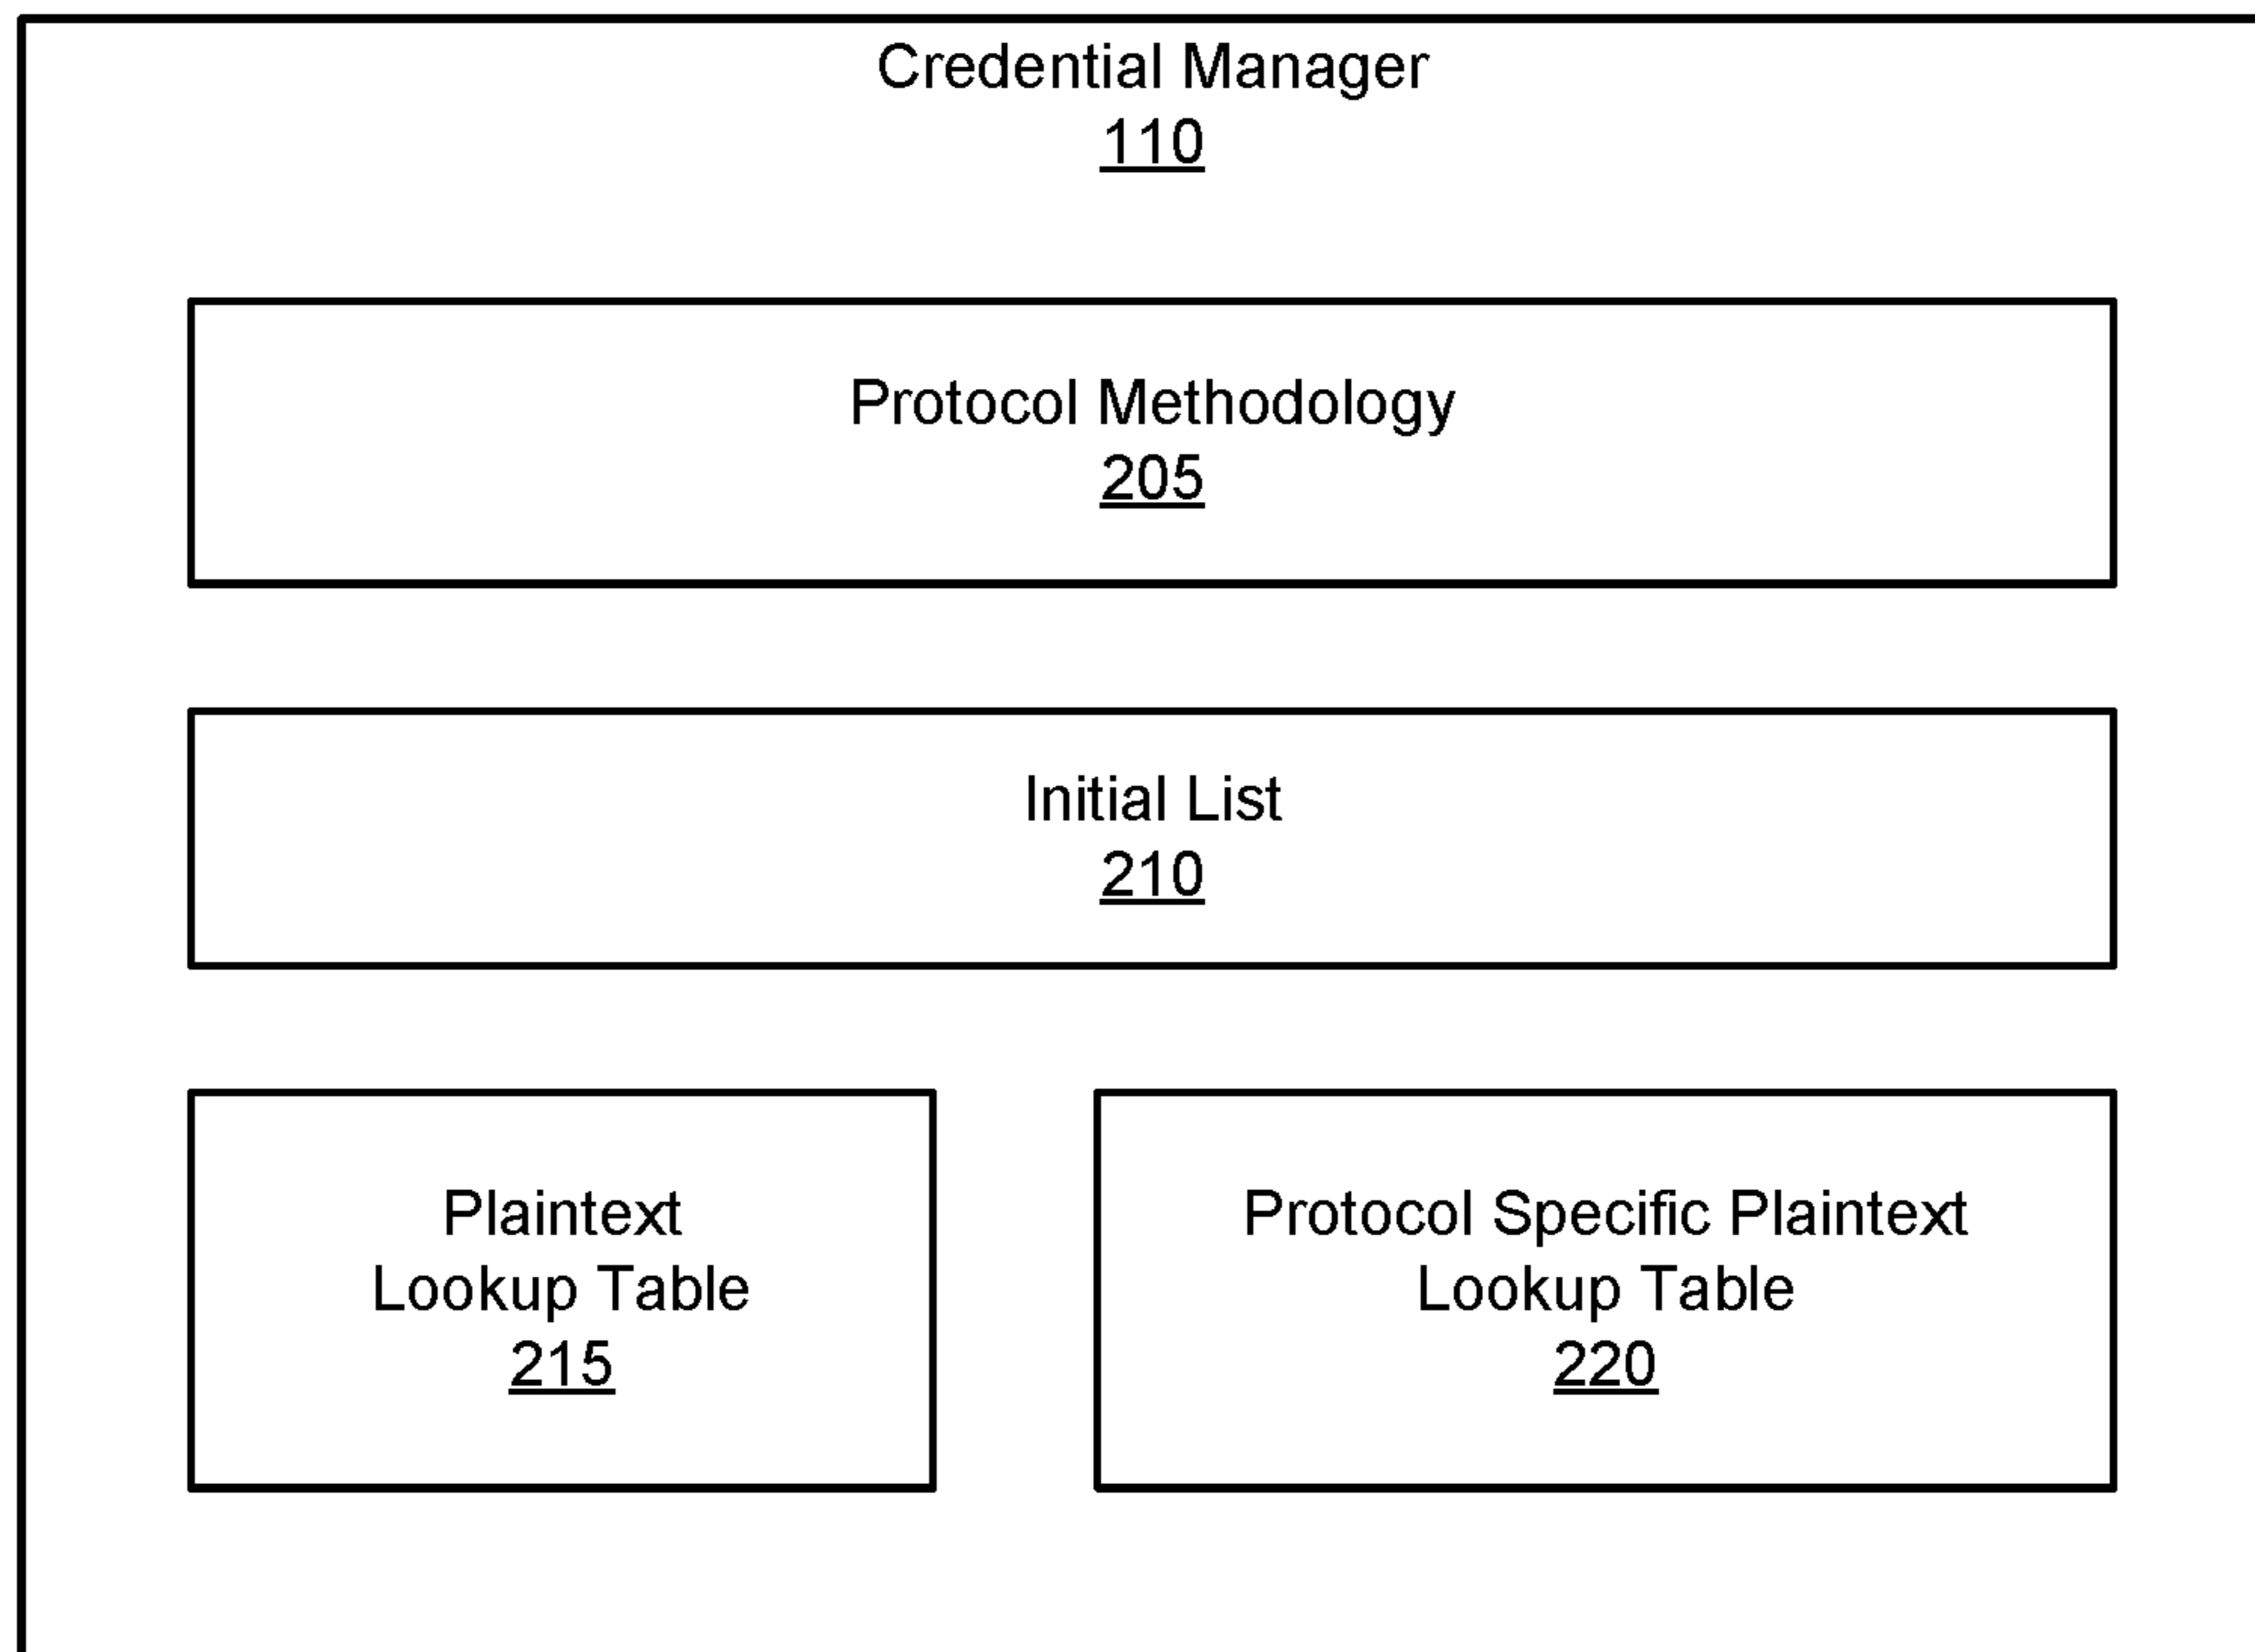 Credential Manager
110
Protocol Methodology
205
Initial List
210
Plaintext
Lookup Table
215
Protocol Specific Plaintext
Lookup Table
220